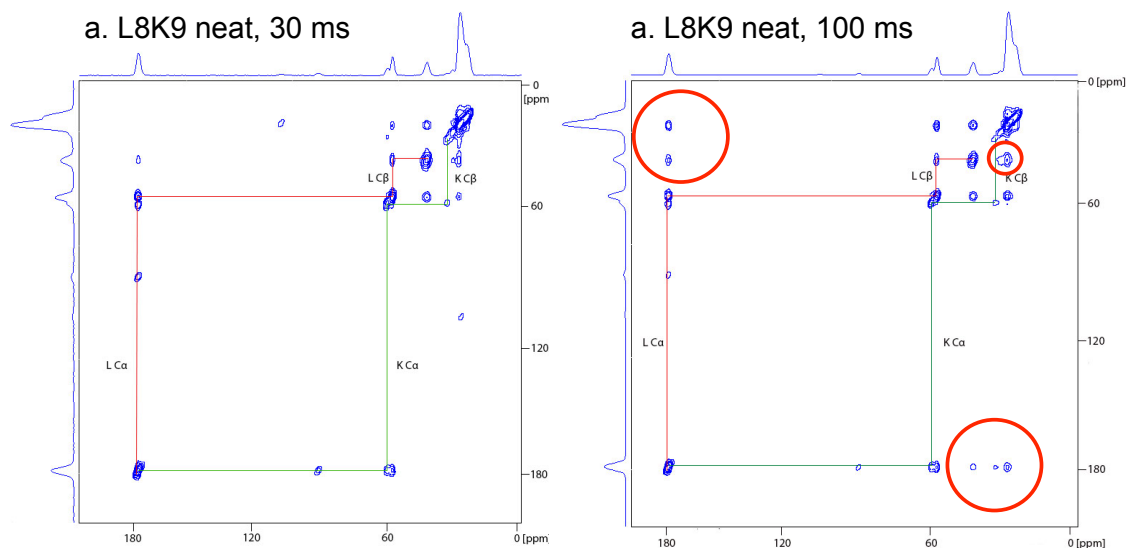 a. L8K9 neat, 30 ms
0
[ppm]
L Cβ
K Cβ
60
120
L Cα
K Cα
180
180
120
60
0 [ppm]
a. L8K9 neat, 100 ms
0
[ppm]
L Cβ
K Cβ
60
120
L Cα
K Cα
180
180
120
60
0 [ppm]